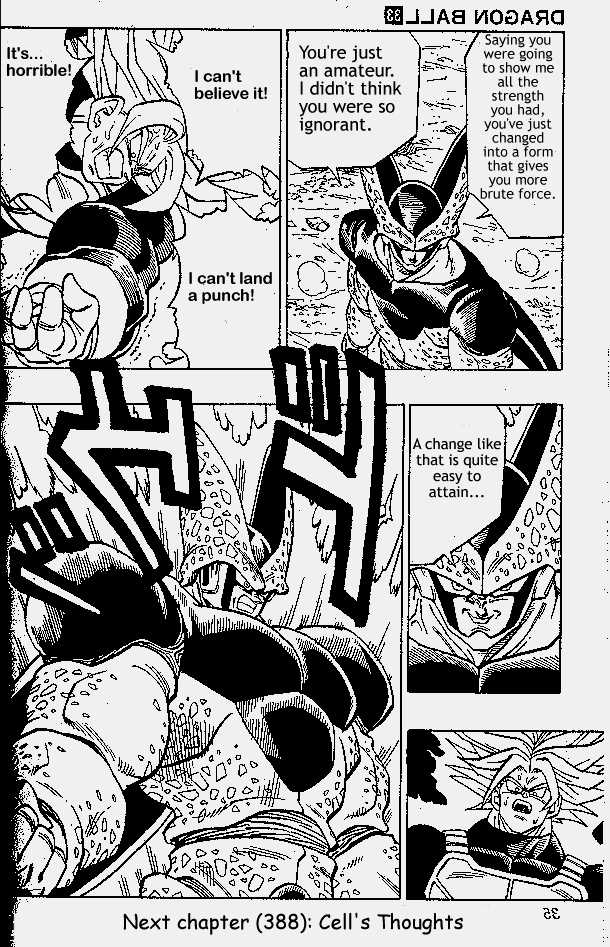 DRAGON BALL 33
Saying you
were going
to show me
all the
strength
you had,
you've just
changed
into a form
that gives
you more
brute force.
You're just
an amateur.
I didn't think
you were so
ignorant.
I can't
believe it!
I can't land
a punch!
It's...
horrible!
A change like
that is quite
easy to
attain...
35
Next chapter (388): Cell's Thoughts